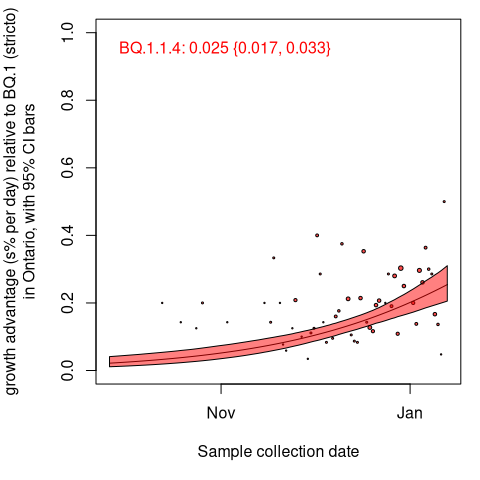 growth advantage (s% per day) relative to BQ.1 (stricto)
in Ontario, with 95% CI bars
1.0
0.8
0.6
0.4
0.2
0.0
BQ.1.1.4: 0.025 {0.017, 0.033}
Nov
Jan
Sample collection date